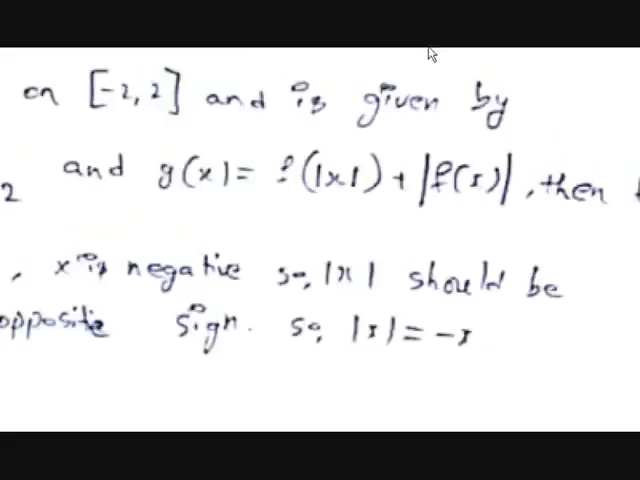 on [-2, 2] and is given by
2 and g(x) = f(|x|) + |f(x)|, then
, x is negative so, |x| should be
opposite sign. so, |x| = -x